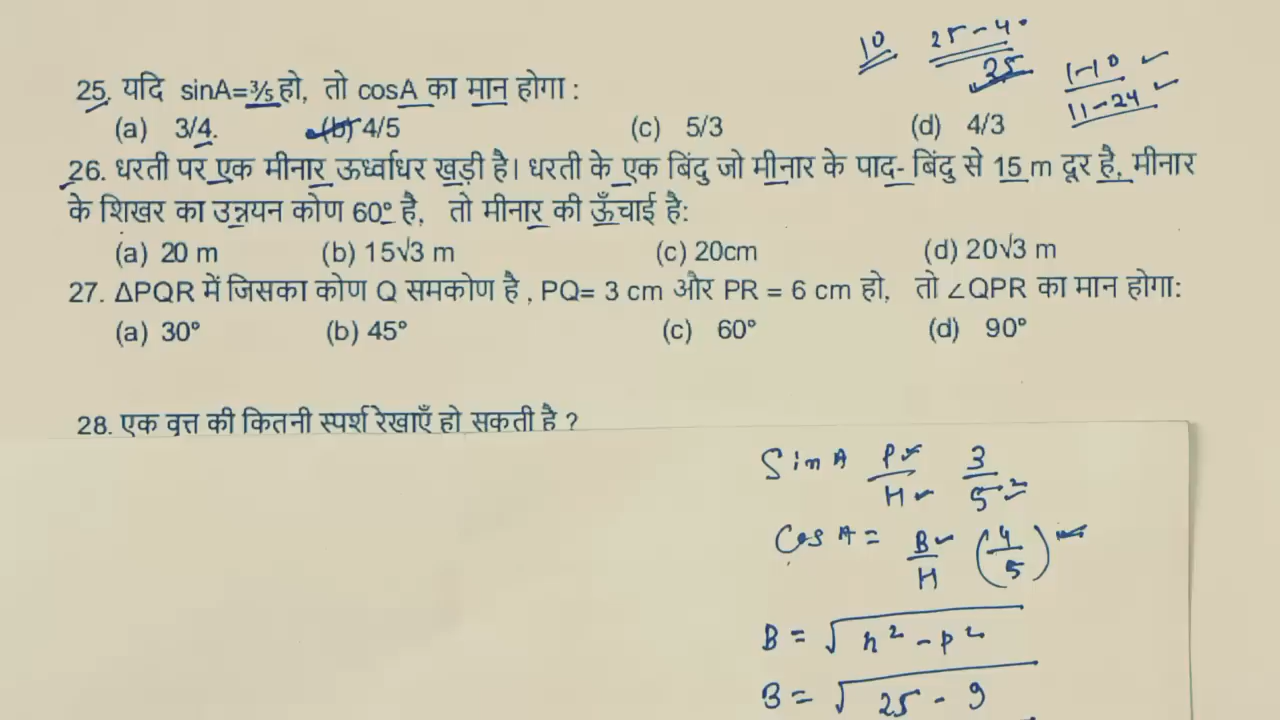 10 25-40
25
1-10
11-24
25. यदि sinA=3/5 हो, तो cosA का मान होगा :
(a) 3/4. (b) 4/5 (c) 5/3 (d) 4/3
26. धरती पर एक मीनार ऊर्ध्वाधर खड़ी है। धरती के एक बिंदु जो मीनार के पाद- बिंदु से 15 m दूर है, मीनार
के शिखर का उन्नयन कोण 60° है, तो मीनार की ऊँचाई है:
(a) 20 m (b) 15√3 m (c) 20cm (d) 20√3 m
27. ΔPQR में जिसका कोण Q समकोण है , PQ= 3 cm और PR = 6 cm हो, तो ∠QPR का मान होगा:
(a) 30° (b) 45° (c) 60° (d) 90°
28. एक वृत्त की कितनी स्पर्श रेखाएँ हो सकती है ?
Sin A P/H 3/5²
Cos A = B/H (4/5)
B = √h²-p²
B = √25 - 9